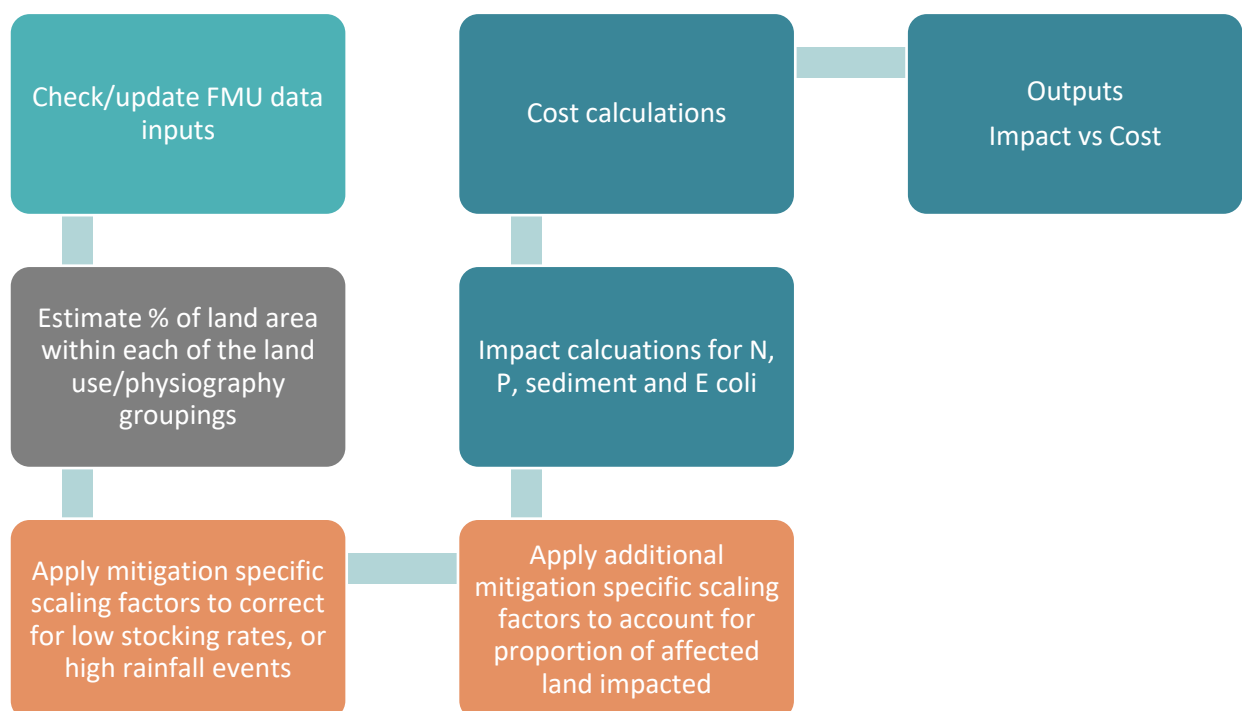 Check/update FMU data
inputs
Estimate % of land area
within each of the land
use/physiography
groupings
Apply mitigation specific
scaling factors to correct
for low stocking rates, or
high rainfall events
Apply additional
mitigation specific scaling
factors to account for
proportion of affected
land impacted
Impact calcuations for N,
P, sediment and E coli
Cost calculations
Outputs
Impact vs Cost